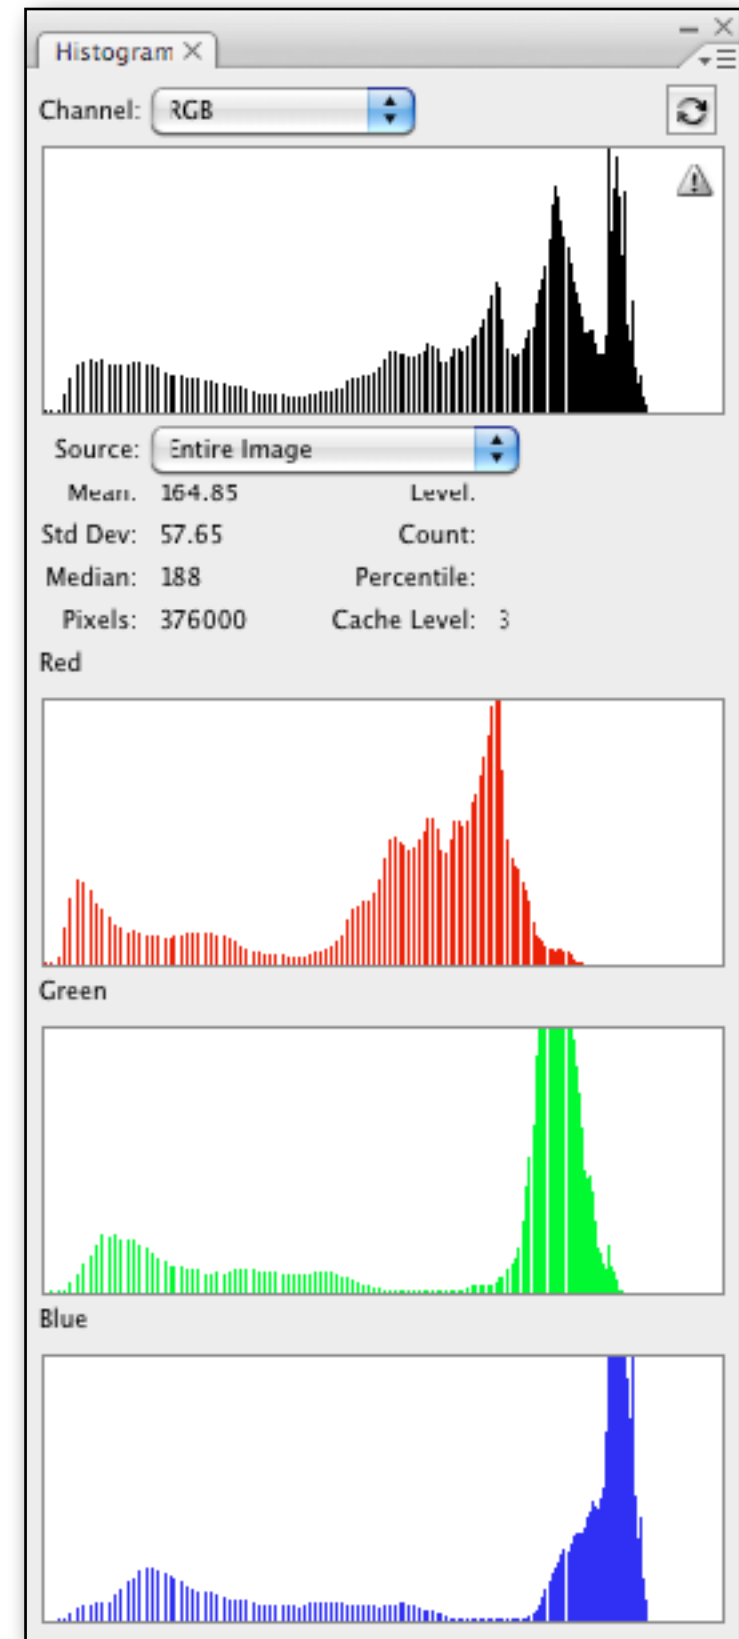 Histogram
Channel: RGB
Source: Entire Image
Mean: 164.85 Level:
Std Dev: 57.65 Count:
Median: 188 Percentile:
Pixels: 376000 Cache Level: 3
Red
Green
Blue